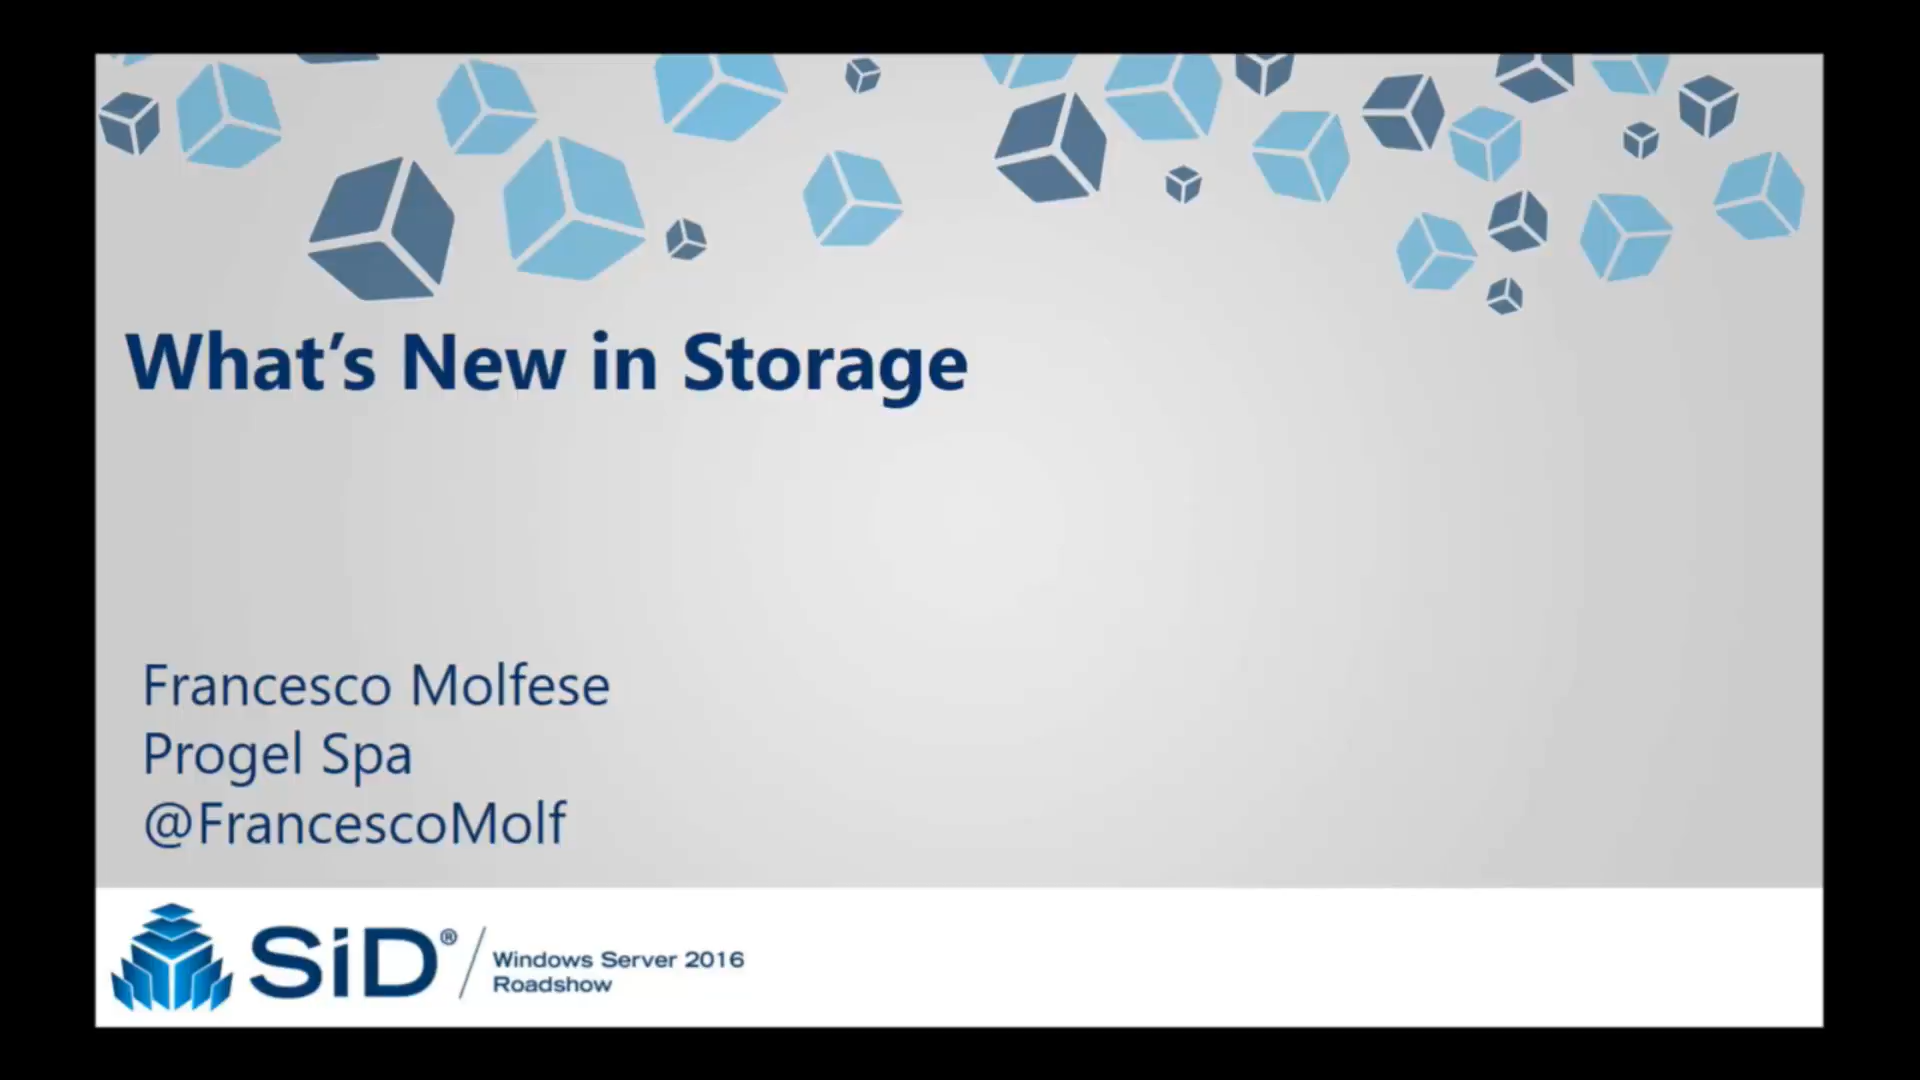 What’s New in Storage
Francesco Molfese
Progel Spa
@FrancescoMolf
SiD® Windows Server 2016
Roadshow